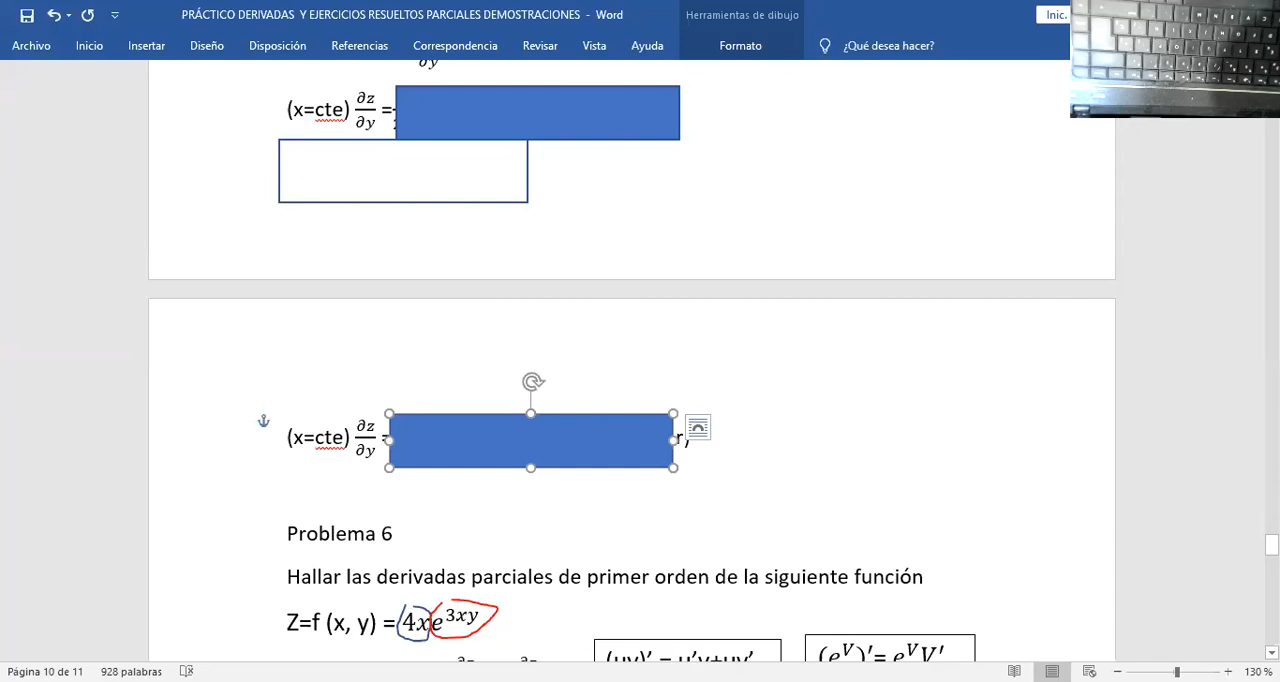 PRÁCTICO DERIVADAS Y EJERCICIOS RESUELTOS PARCIALES DEMOSTRACIONES - Word
Herramientas de dibujo
Inic.
Archivo Inicio Insertar Diseño Disposición Referencias Correspondencia Revisar Vista Ayuda Formato ¿Qué desea hacer?
∂y
(x=cte) ∂z/∂y =
(x=cte) ∂z/∂y = r,
Problema 6
Hallar las derivadas parciales de primer orden de la siguiente función
Z=f (x, y) = 4xe^{3xy}
(uv)' = u'v+uv' (e^V)'= e^V V'
Página 10 de 11 928 palabras 130 %